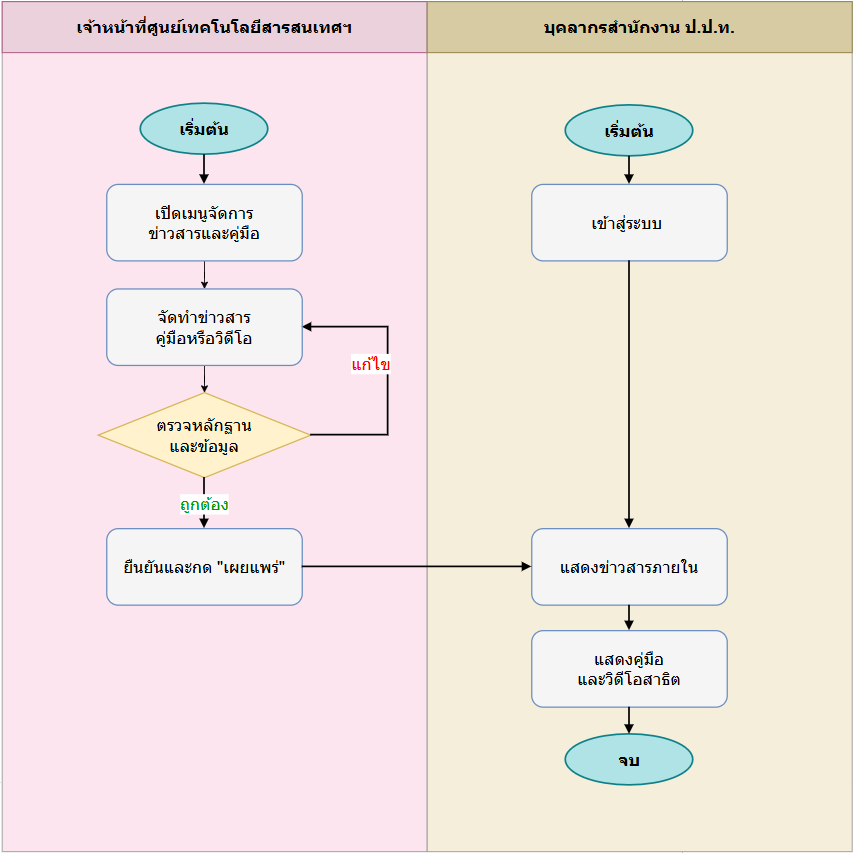 เจ้าหน้าที่ศูนย์เทคโนโลยีสารสนเทศฯ
บุคลากรสำนักงาน ป.ป.ท.
เริ่มต้น
เปิดเมนูจัดการ
ข่าวสารและคู่มือ
จัดทำข่าวสาร
คู่มือหรือวิดีโอ
แก้ไข
ตรวจหลักฐาน
และข้อมูล
ถูกต้อง
ยืนยันและกด "เผยแพร่"
เริ่มต้น
เข้าสู่ระบบ
แสดงข่าวสารภายใน
แสดงคู่มือ
และวิดีโอสาธิต
จบ